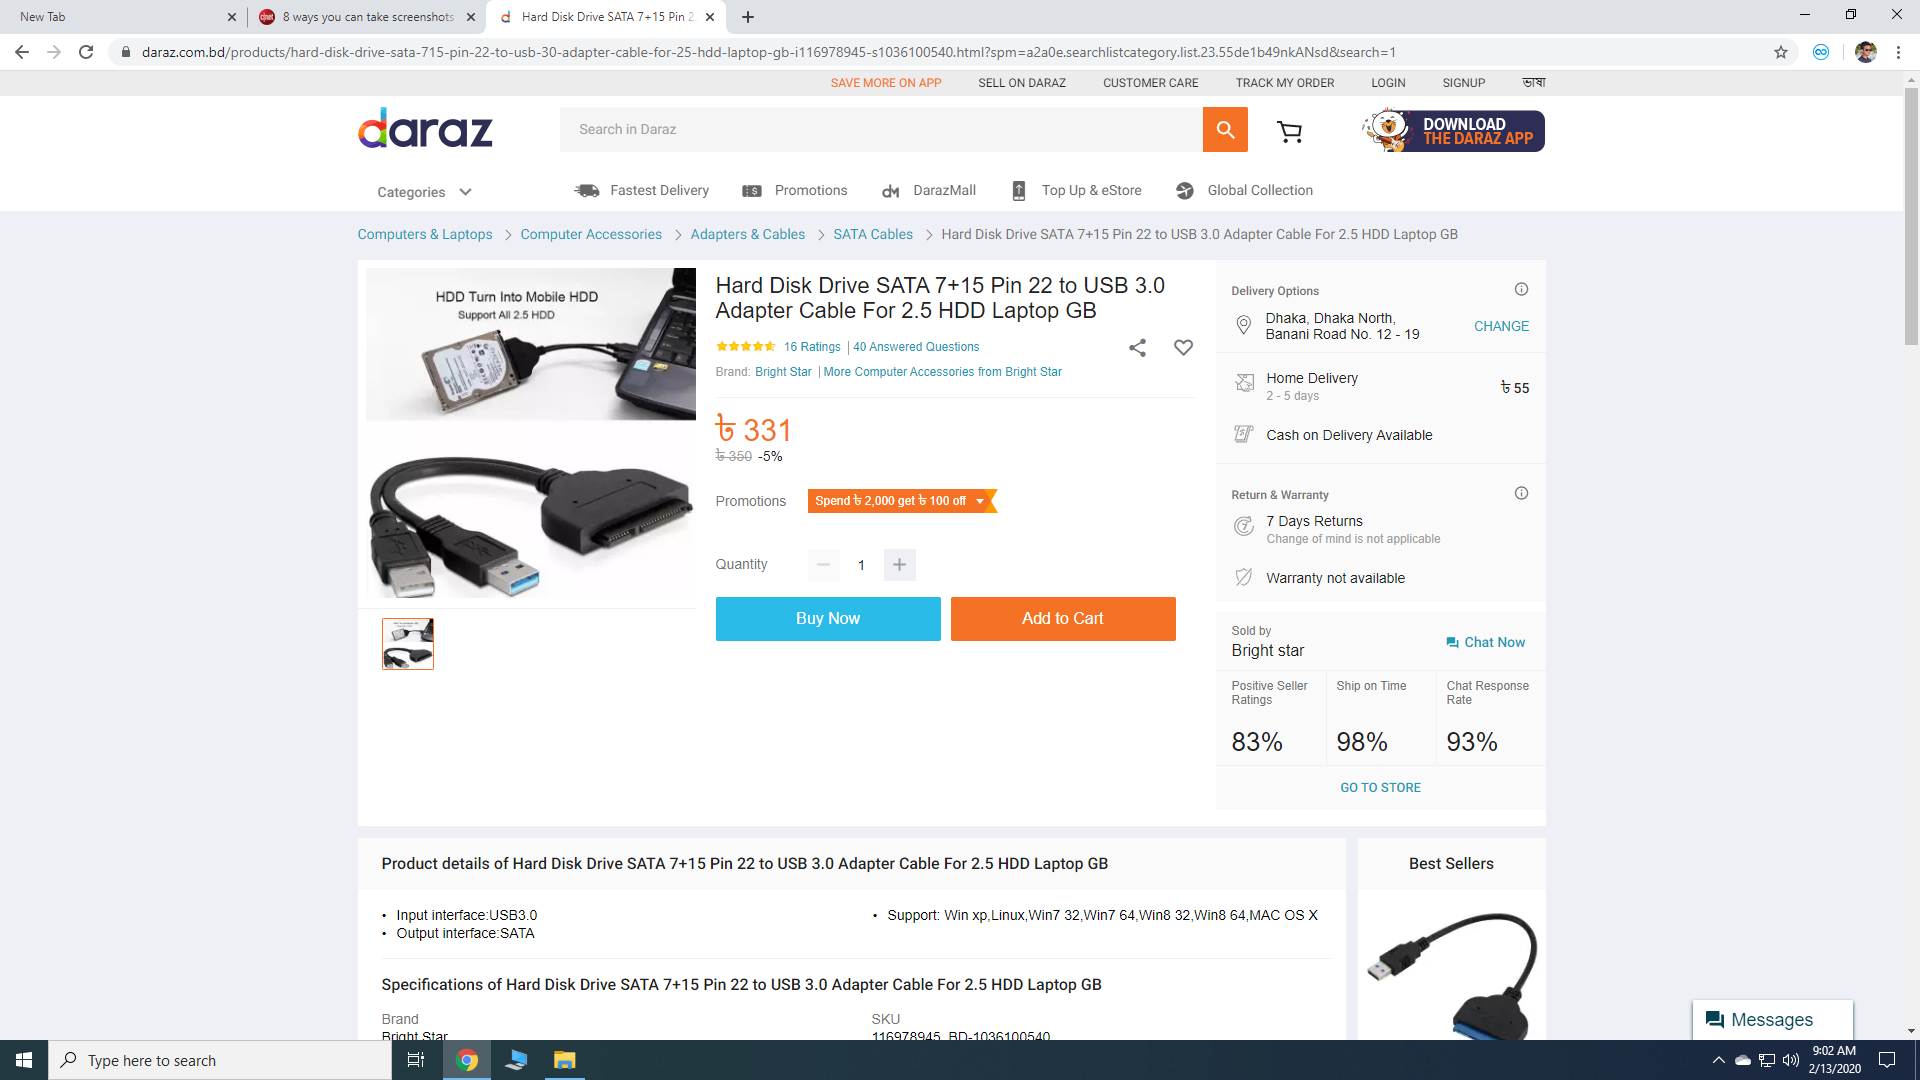 New Tab
8 ways you can take screenshots
Hard Disk Drive SATA 7+15 Pin 2
daraz.com.bd/products/hard-disk-drive-sata-715-pin-22-to-usb-30-adapter-cable-for-25-hdd-laptop-gb-i116978945-s1036100540.html?spm=a2a0e.searchlistcategory.list.23.55de1b49nkANsd&search=1
SAVE MORE ON APP
SELL ON DARAZ
CUSTOMER CARE
TRACK MY ORDER
LOGIN
SIGNUP
ভাষা
daraz
Search in Daraz
DOWNLOAD
THE DARAZ APP
Categories
Fastest Delivery
Promotions
DarazMall
Top Up & eStore
Global Collection
Computers & Laptops
Computer Accessories
Adapters & Cables
SATA Cables
Hard Disk Drive SATA 7+15 Pin 22 to USB 3.0 Adapter Cable For 2.5 HDD Laptop GB
HDD Turn Into Mobile HDD
Support All 2.5 HDD
Hard Disk Drive SATA 7+15 Pin 22 to USB 3.0
Adapter Cable For 2.5 HDD Laptop GB
16 Ratings | 40 Answered Questions
Brand: Bright Star | More Computer Accessories from Bright Star
৳ 331
৳ 350 -5%
Promotions
Spend ৳ 2,000 get ৳ 100 off
Quantity
1
Buy Now
Add to Cart
Delivery Options
Dhaka, Dhaka North,
Banani Road No. 12 - 19
CHANGE
Home Delivery
2 - 5 days
৳ 55
Cash on Delivery Available
Return & Warranty
7 Days Returns
Change of mind is not applicable
Warranty not available
Sold by
Bright star
Chat Now
Positive Seller
Ratings
83%
Ship on Time
98%
Chat Response
Rate
93%
GO TO STORE
Product details of Hard Disk Drive SATA 7+15 Pin 22 to USB 3.0 Adapter Cable For 2.5 HDD Laptop GB
• Input interface:USB3.0
• Output interface:SATA
• Support: Win xp,Linux,Win7 32,Win7 64,Win8 32,Win8 64,MAC OS X
Specifications of Hard Disk Drive SATA 7+15 Pin 22 to USB 3.0 Adapter Cable For 2.5 HDD Laptop GB
Brand
Bright Star
SKU
116978945_BD-1036100540
Best Sellers
Messages
Type here to search
9:02 AM
2/13/2020